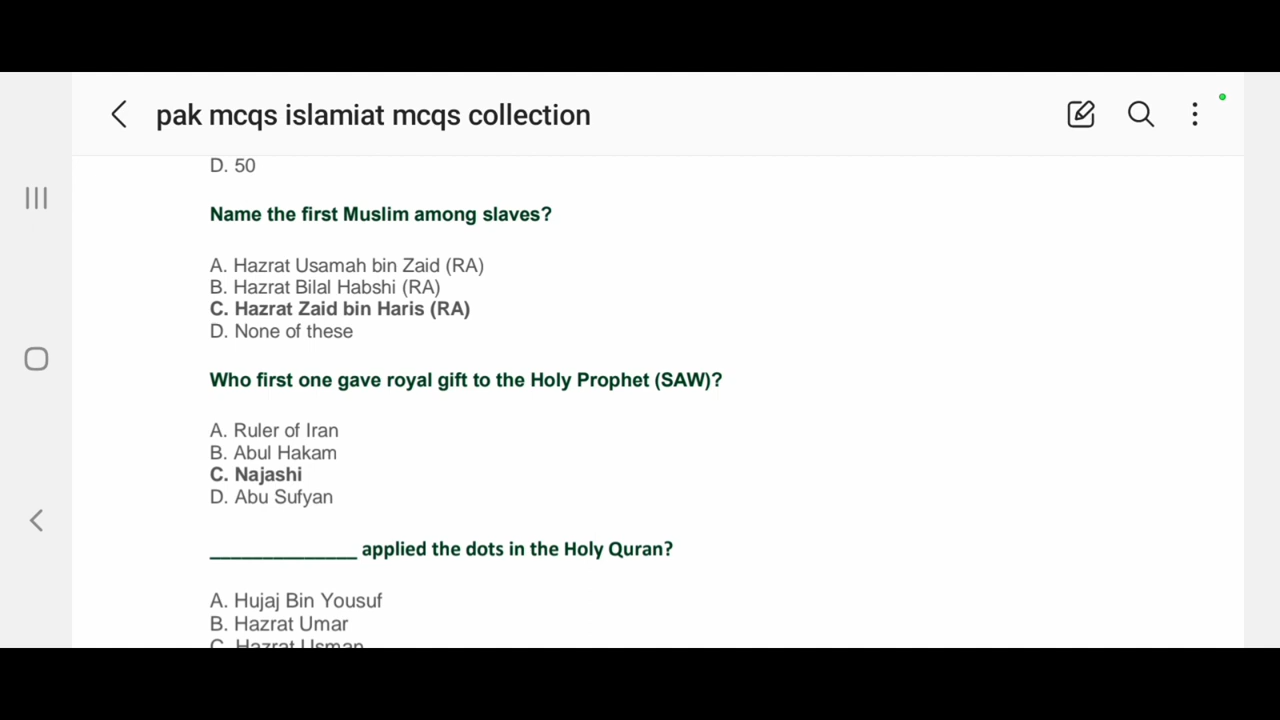 pak mcqs islamiat mcqs collection
D. 50
Name the first Muslim among slaves?
A. Hazrat Usamah bin Zaid (RA)
B. Hazrat Bilal Habshi (RA)
C. Hazrat Zaid bin Haris (RA)
D. None of these
Who first one gave royal gift to the Holy Prophet (SAW)?
A. Ruler of Iran
B. Abul Hakam
C. Najashi
D. Abu Sufyan
______________ applied the dots in the Holy Quran?
A. Hujaj Bin Yousuf
B. Hazrat Umar
C. Hazrat Usman